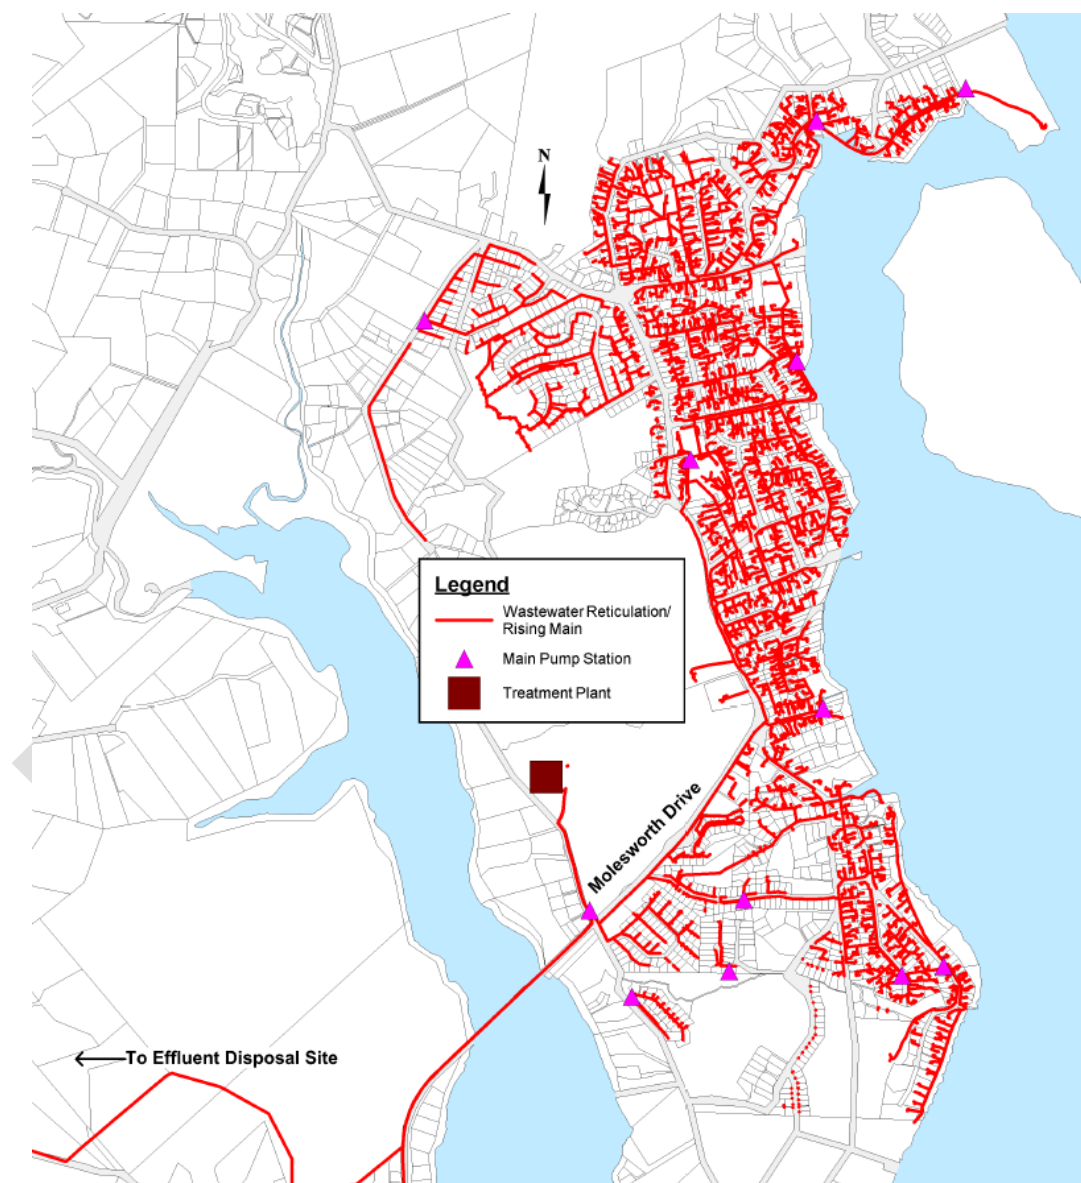 N
Legend
Wastewater Reticulation/
Rising Main
Main Pump Station
Treatment Plant
Molesworth Drive
To Effluent Disposal Site